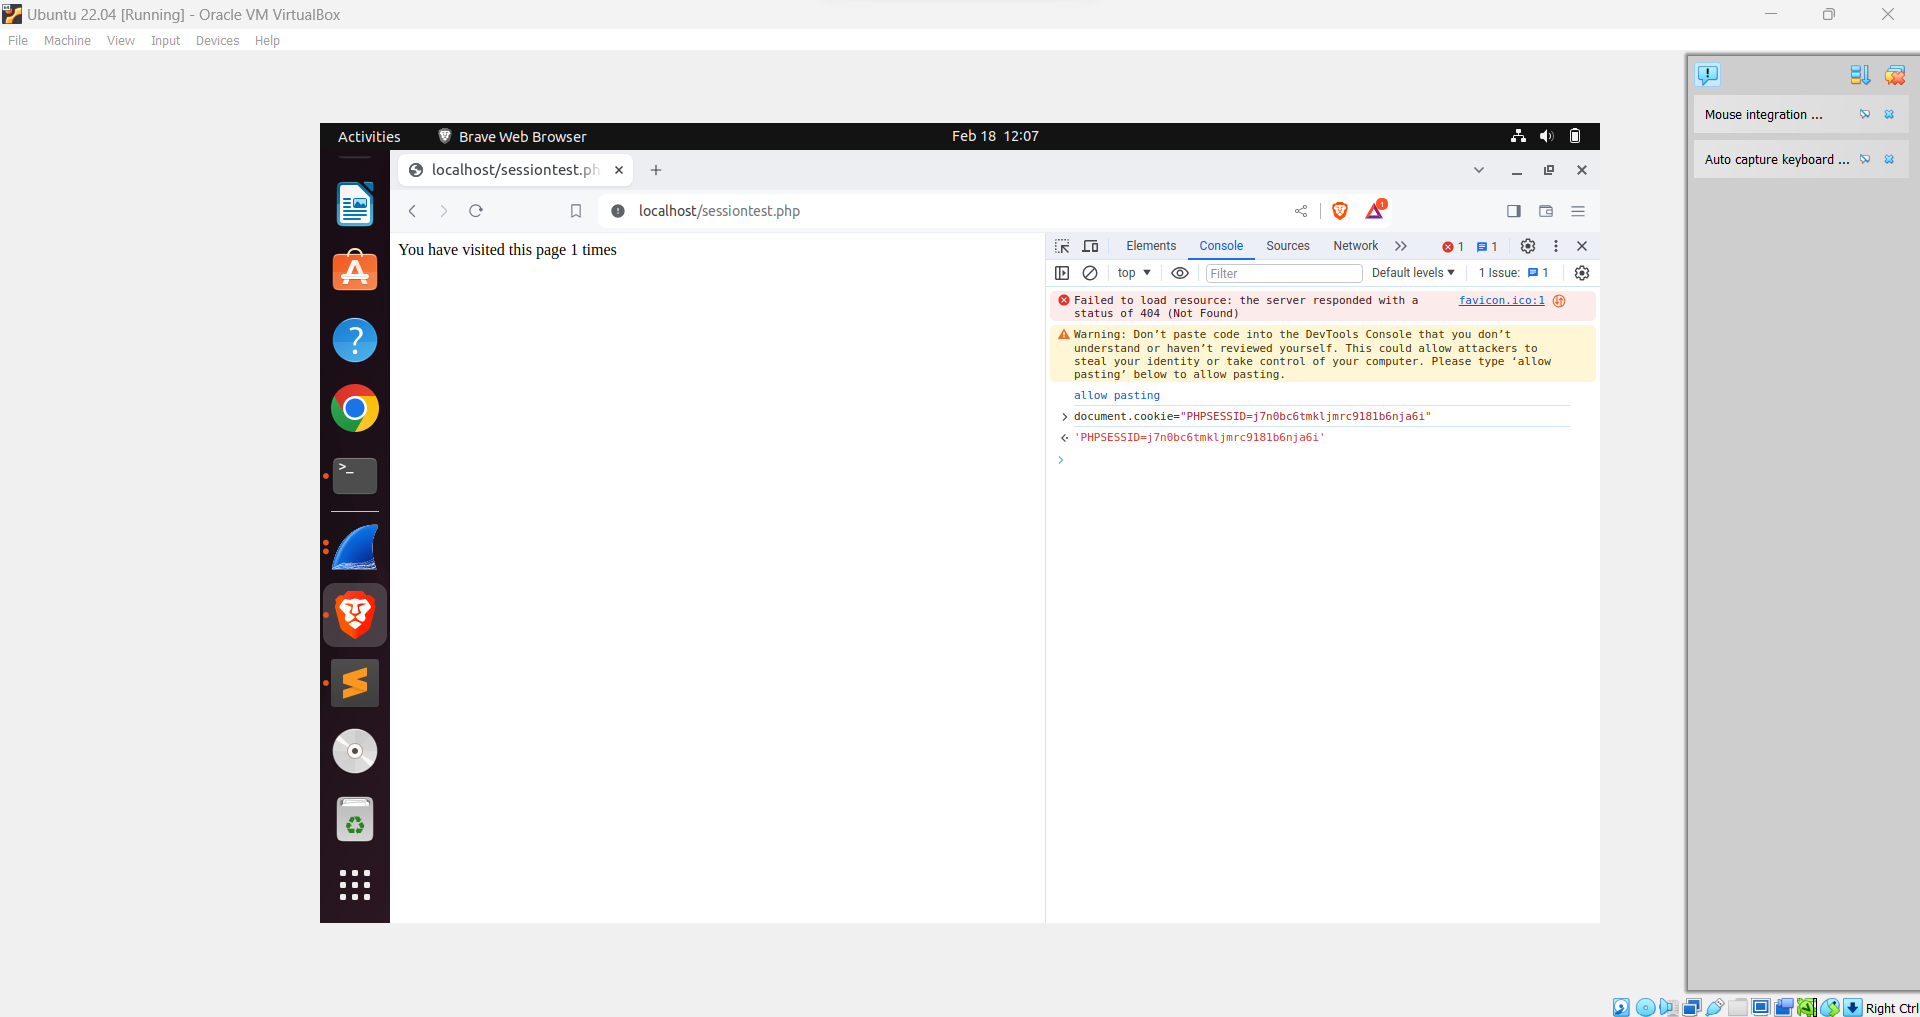 Ubuntu 22.04 [Running] - Oracle VM VirtualBox
File Machine View Input Devices Help
Mouse integration ...
Auto capture keyboard ...
Activities Brave Web Browser Feb 18 12:07
localhost/sessiontest.ph
localhost/sessiontest.php
1
You have visited this page 1 times
Elements Console Sources Network 1 1
top Filter Default levels 1 Issue: 1
Failed to load resource: the server responded with a favicon.ico:1
status of 404 (Not Found)
Warning: Don’t paste code into the DevTools Console that you don’t
understand or haven’t reviewed yourself. This could allow attackers to
steal your identity or take control of your computer. Please type ‘allow
pasting’ below to allow pasting.
allow pasting
document.cookie="PHPSESSID=j7n0bc6tmkljmrc9181b6nja6i"
'PHPSESSID=j7n0bc6tmkljmrc9181b6nja6i'
Right Ctrl